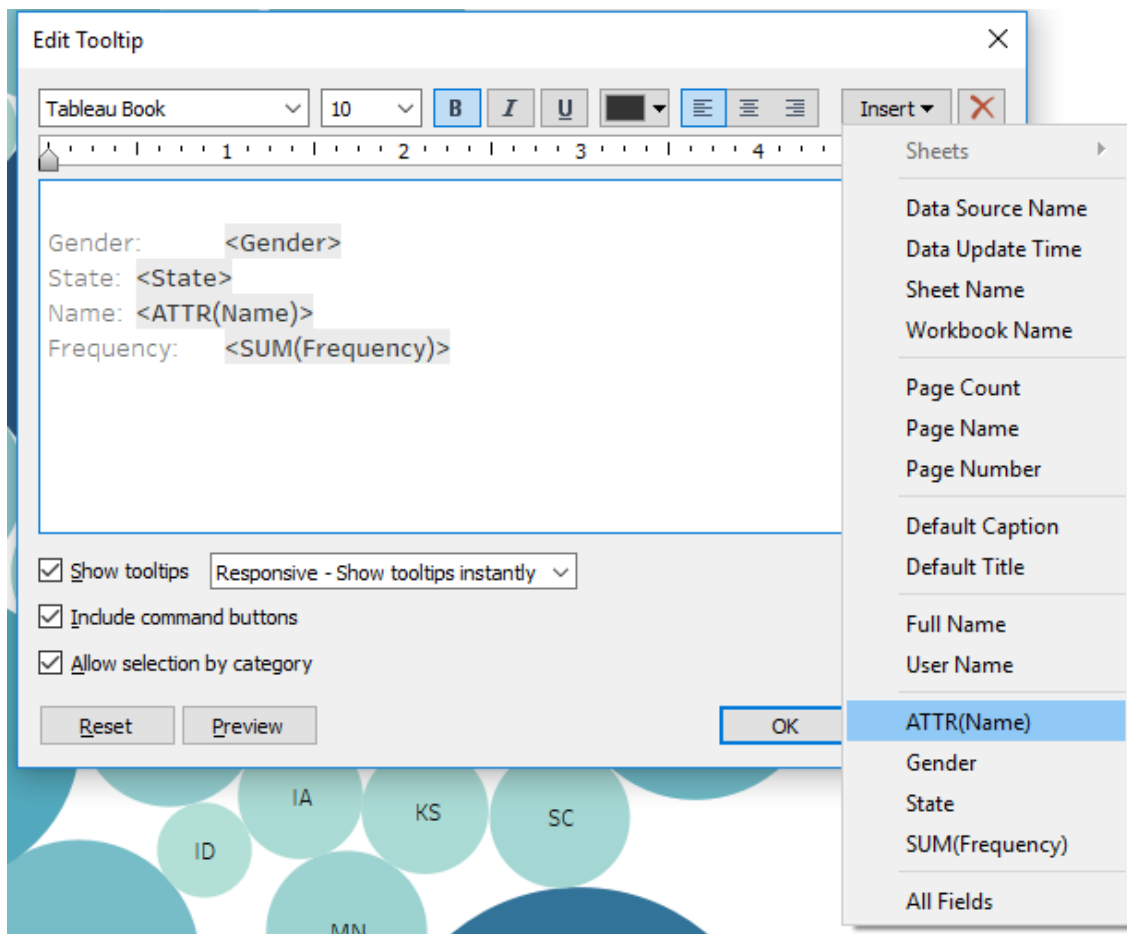 Edit Tooltip
Tableau Book 10 B I U Insert
1 2 3 4
Sheets
Data Source Name
Data Update Time
Sheet Name
Workbook Name
Page Count
Page Name
Page Number
Default Caption
Default Title
Full Name
User Name
ATTR(Name)
Gender
State
SUM(Frequency)
All Fields
Gender: <Gender>
State: <State>
Name: <ATTR(Name)>
Frequency: <SUM(Frequency)>
Show tooltips Responsive - Show tooltips instantly
Include command buttons
Allow selection by category
Reset Preview OK
IA KS SC
ID
MN